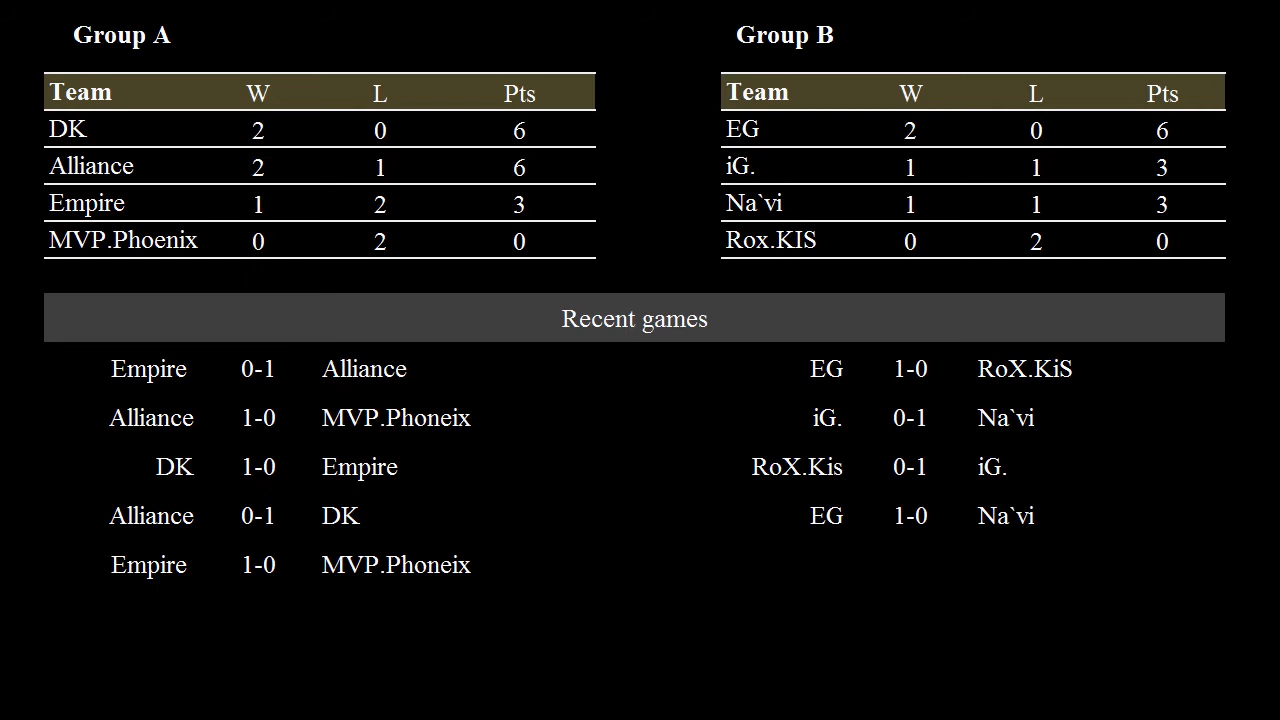 Group A
Group B
Team W L Pts
DK 2 0 6
Alliance 2 1 6
Empire 1 2 3
MVP.Phoenix 0 2 0
Team W L Pts
EG 2 0 6
iG. 1 1 3
Na`vi 1 1 3
Rox.KIS 0 2 0
Recent games
Empire 0-1 Alliance
Alliance 1-0 MVP.Phoneix
DK 1-0 Empire
Alliance 0-1 DK
Empire 1-0 MVP.Phoneix
EG 1-0 RoX.KiS
iG. 0-1 Na`vi
RoX.Kis 0-1 iG.
EG 1-0 Na`vi